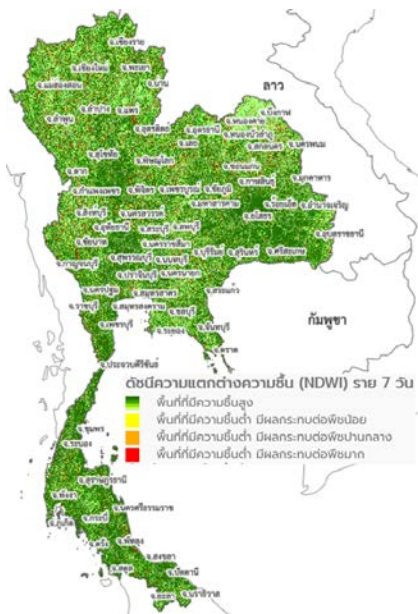 จ.เชียงราย
จ.เชียงใหม่
จ.พะเยา
จ.แม่ฮ่องสอน
จ.น่าน
จ.ลำปาง
จ.แพร่
จ.ลำพูน
จ.อุตรดิตถ์
ลาว
จ.บึงกาฬ
จ.หนองคาย
จ.อุดรธานี
จ.หนองบัวลำภู
จ.เลย
จ.สกลนคร
จ.นครพนม
จ.สุโขทัย
จ.พิษณุโลก
จ.ขอนแก่น
จ.ตาก
จ.กาฬสินธุ์
จ.มุกดาหาร
จ.กำแพงเพชร
จ.พิจิตร
จ.เพชรบูรณ์
จ.ชัยภูมิ
จ.มหาสารคาม
จ.ร้อยเอ็ด
จ.อำนาจเจริญ
จ.ยโสธร
จ.สิงห์บุรี
จ.นครสวรรค์
จ.อุทัยธานี
จ.สระบุรี
จ.ลพบุรี
จ.อุบลราชธานี
จ.ชัยนาท
จ.นครราชสีมา
จ.บุรีรัมย์
จ.สุรินทร์
จ.ศรีสะเกษ
จ.กาญจนบุรี
จ.สุพรรณบุรี
จ.นนทบุรี
จ.ปราจีนบุรี
จ.นครนายก
จ.สระแก้ว
จ.นครปฐม
จ.สมุทรสาคร
จ.ราชบุรี
จ.สมุทรสงคราม
จ.ชลบุรี
กัมพูชา
จ.เพชรบุรี
จ.ระยอง
จ.จันทบุรี
จ.ตราด
จ.ประจวบคีรีขันธ์
ดัชนีความแตกต่างความชื้น (NDWI) ราย 7 วัน
พื้นที่ที่มีความชื้นสูง
พื้นที่ที่มีความชื้นต่ำ มีผลกระทบต่อพืชน้อย
พื้นที่ที่มีความชื้นต่ำ มีผลกระทบต่อพืชปานกลาง
พื้นที่ที่มีความชื้นต่ำ มีผลกระทบต่อพืชมาก
จ.ชุมพร
จ.ระนอง
จ.สุราษฎร์ธานี
จ.พังงา
จ.นครศรีธรรมราช
จ.ภูเก็ต
จ.กระบี่
จ.ตรัง
จ.พัทลุง
จ.สงขลา
จ.สตูล
จ.ปัตตานี
จ.ยะลา
จ.นราธิวาส